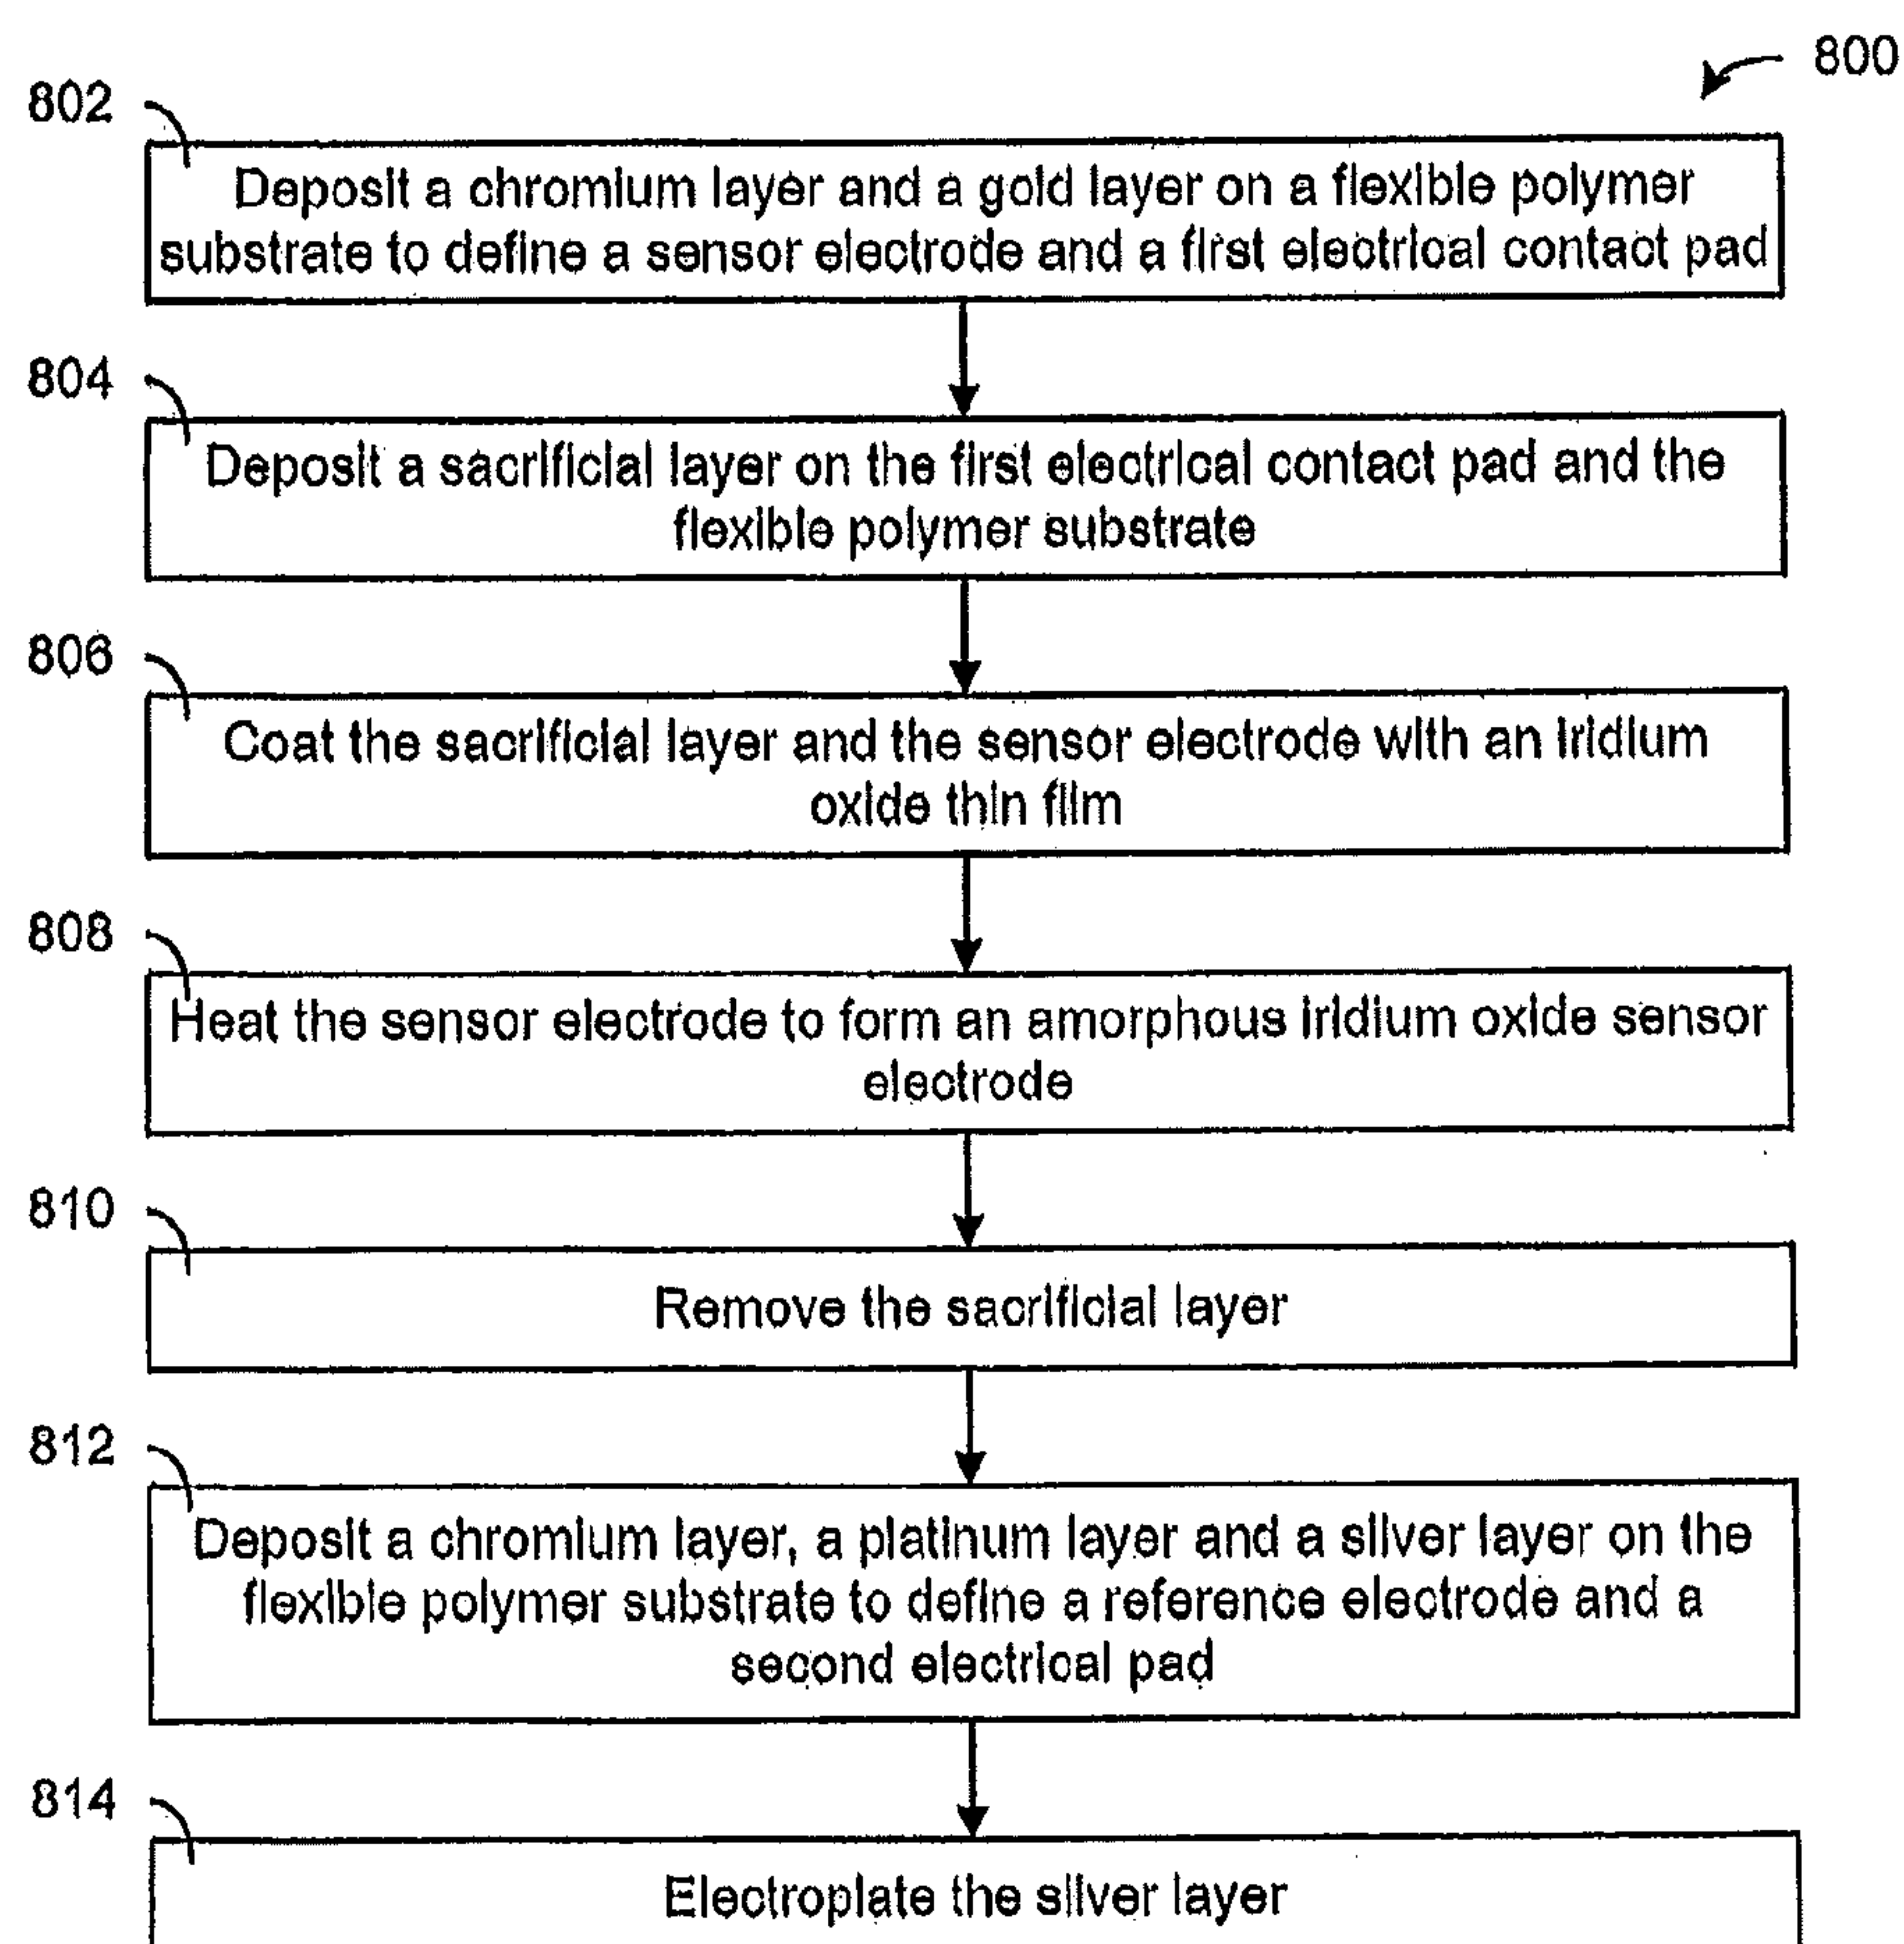 800
802
Deposit a chromium layer and a gold layer on a flexible polymer
substrate to define a sensor electrode and a first electrical contact pad
804
Deposit a sacrificial layer on the first electrical contact pad and the
flexible polymer substrate
806
Coat the sacrificial layer and the sensor electrode with an iridium
oxide thin film
808
Heat the sensor electrode to form an amorphous iridium oxide sensor
electrode
810
Remove the sacrificial layer
812
Deposit a chromium layer, a platinum layer and a silver layer on the
flexible polymer substrate to define a reference electrode and a
second electrical pad
814
Electroplate the silver layer